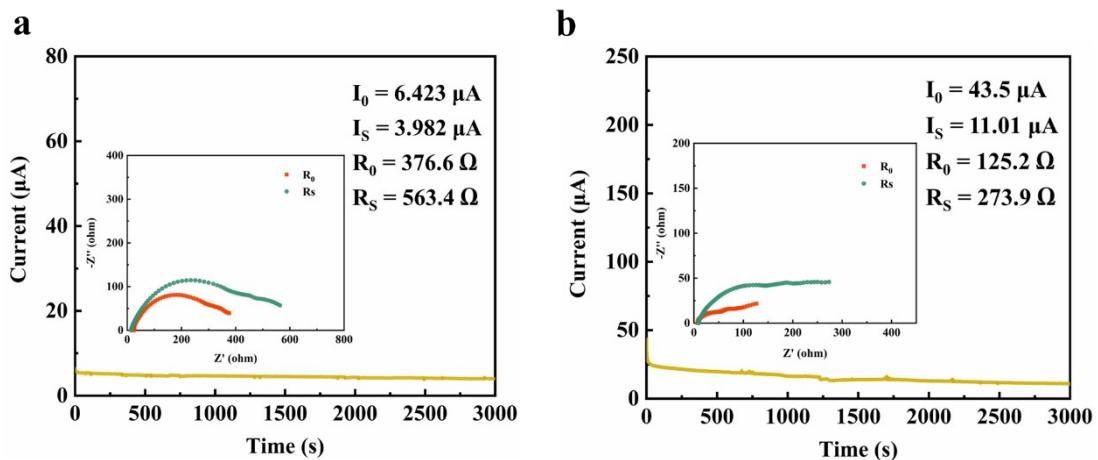 a
80
60
40
20
0
Current (μA)
0
500
1000
1500
2000
2500
3000
Time (s)
I₀ = 6.423 μA
I_S = 3.982 μA
R₀ = 376.6 Ω
R_S = 563.4 Ω
400
300
200
100
0
-Z'' (ohm)
0
200
400
600
800
Z' (ohm)
R₀
Rs
b
250
200
150
100
50
0
Current (μA)
0
500
1000
1500
2000
2500
3000
Time (s)
I₀ = 43.5 μA
I_S = 11.01 μA
R₀ = 125.2 Ω
R_S = 273.9 Ω
200
150
100
50
0
-Z'' (ohm)
0
100
200
300
400
Z' (ohm)
R₀
Rs